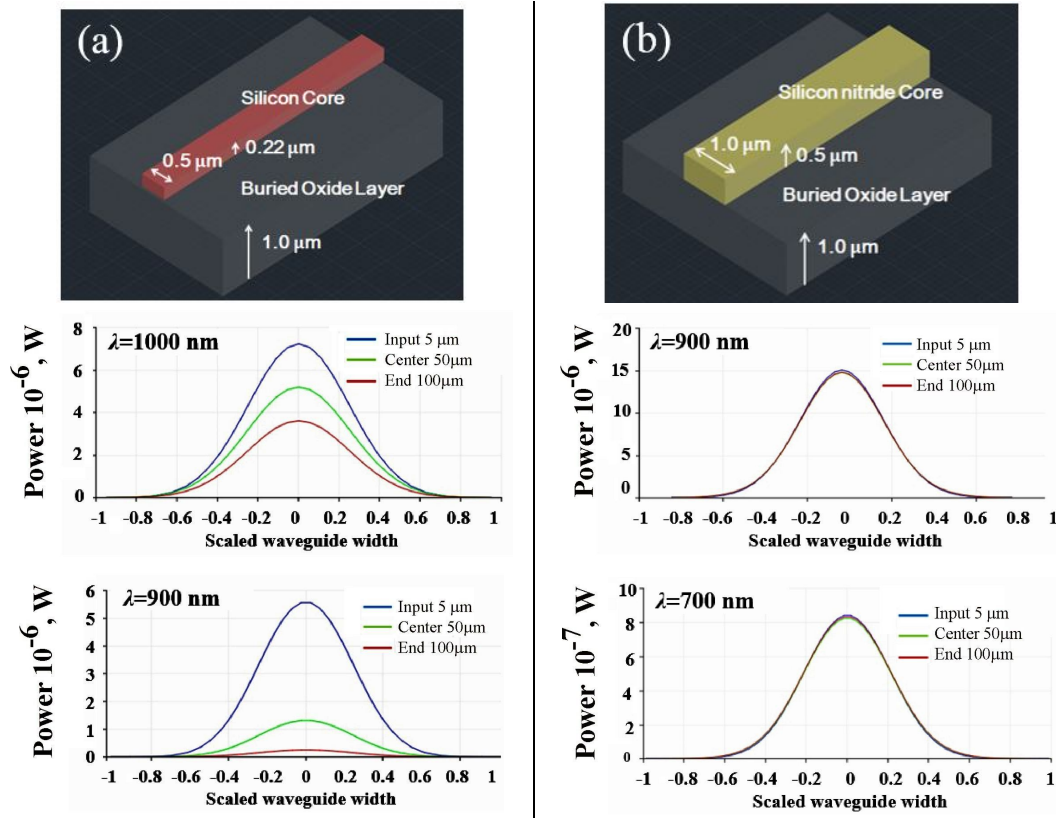 (a)
Silicon Core
0.5 μm
0.22 μm
Buried Oxide Layer
1.0 μm
λ=1000 nm
Input 5 μm
Center 50μm
End 100μm
Power 10⁻⁶, W
8
6
4
2
0
-1 -0.8 -0.6 -0.4 -0.2 0 0.2 0.4 0.6 0.8 1
Scaled waveguide width
λ=900 nm
Input 5 μm
Center 50μm
End 100μm
Power 10⁻⁶, W
6
5
4
3
2
1
0
-1 -0.8 -0.6 -0.4 -0.2 0 0.2 0.4 0.6 0.8 1
Scaled waveguide width
(b)
Silicon nitride Core
1.0 μm
0.5 μm
Buried Oxide Layer
1.0 μm
λ=900 nm
Input 5 μm
Center 50μm
End 100μm
Power 10⁻⁶, W
20
15
10
5
0
-1 -0.8 -0.6 -0.4 -0.2 0 0.2 0.4 0.6 0.8 1
Scaled waveguide width
λ=700 nm
Input 5 μm
Center 50μm
End 100μm
Power 10⁻⁷, W
10
8
6
4
2
0
-1 -0.8 -0.6 -0.4 -0.2 0 0.2 0.4 0.6 0.8 1
Scaled waveguide width